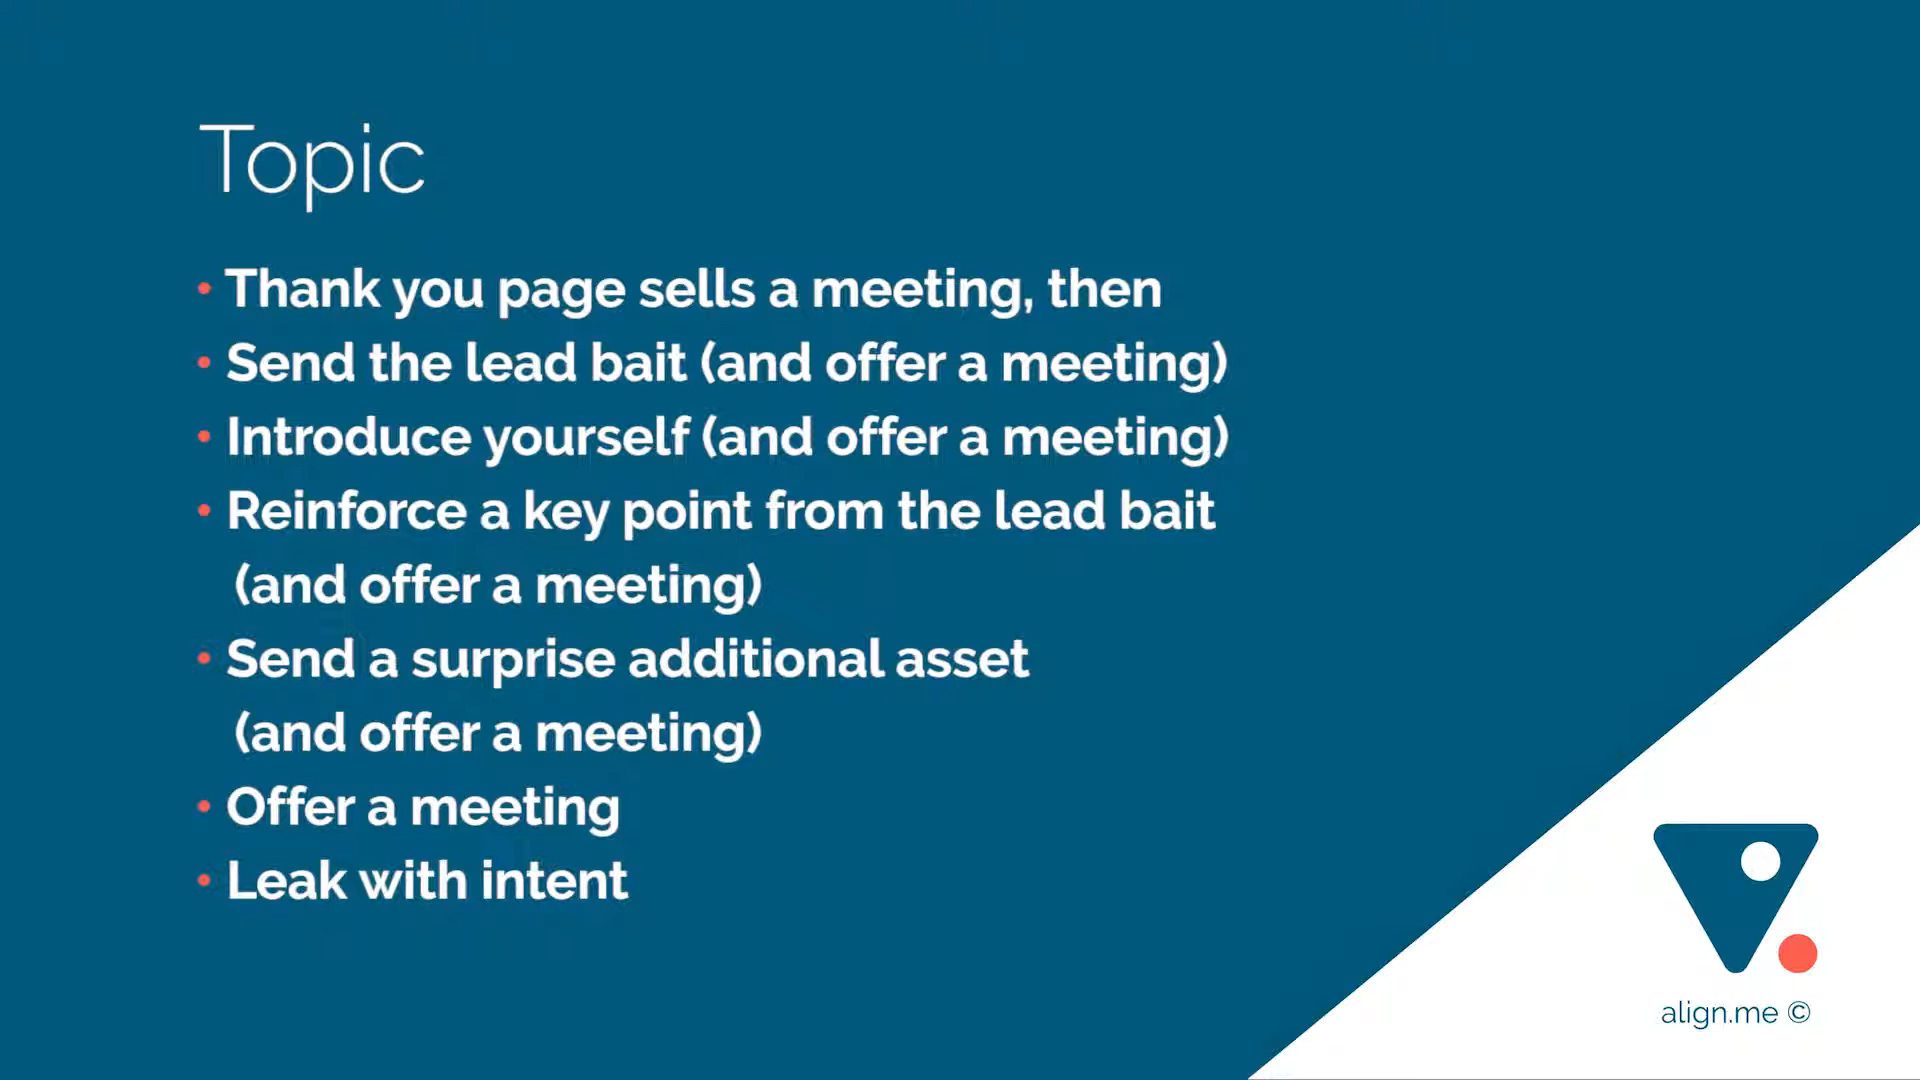 Topic
• Thank you page sells a meeting, then
• Send the lead bait (and offer a meeting)
• Introduce yourself (and offer a meeting)
• Reinforce a key point from the lead bait
(and offer a meeting)
• Send a surprise additional asset
(and offer a meeting)
• Offer a meeting
• Leak with intent
align.me ©